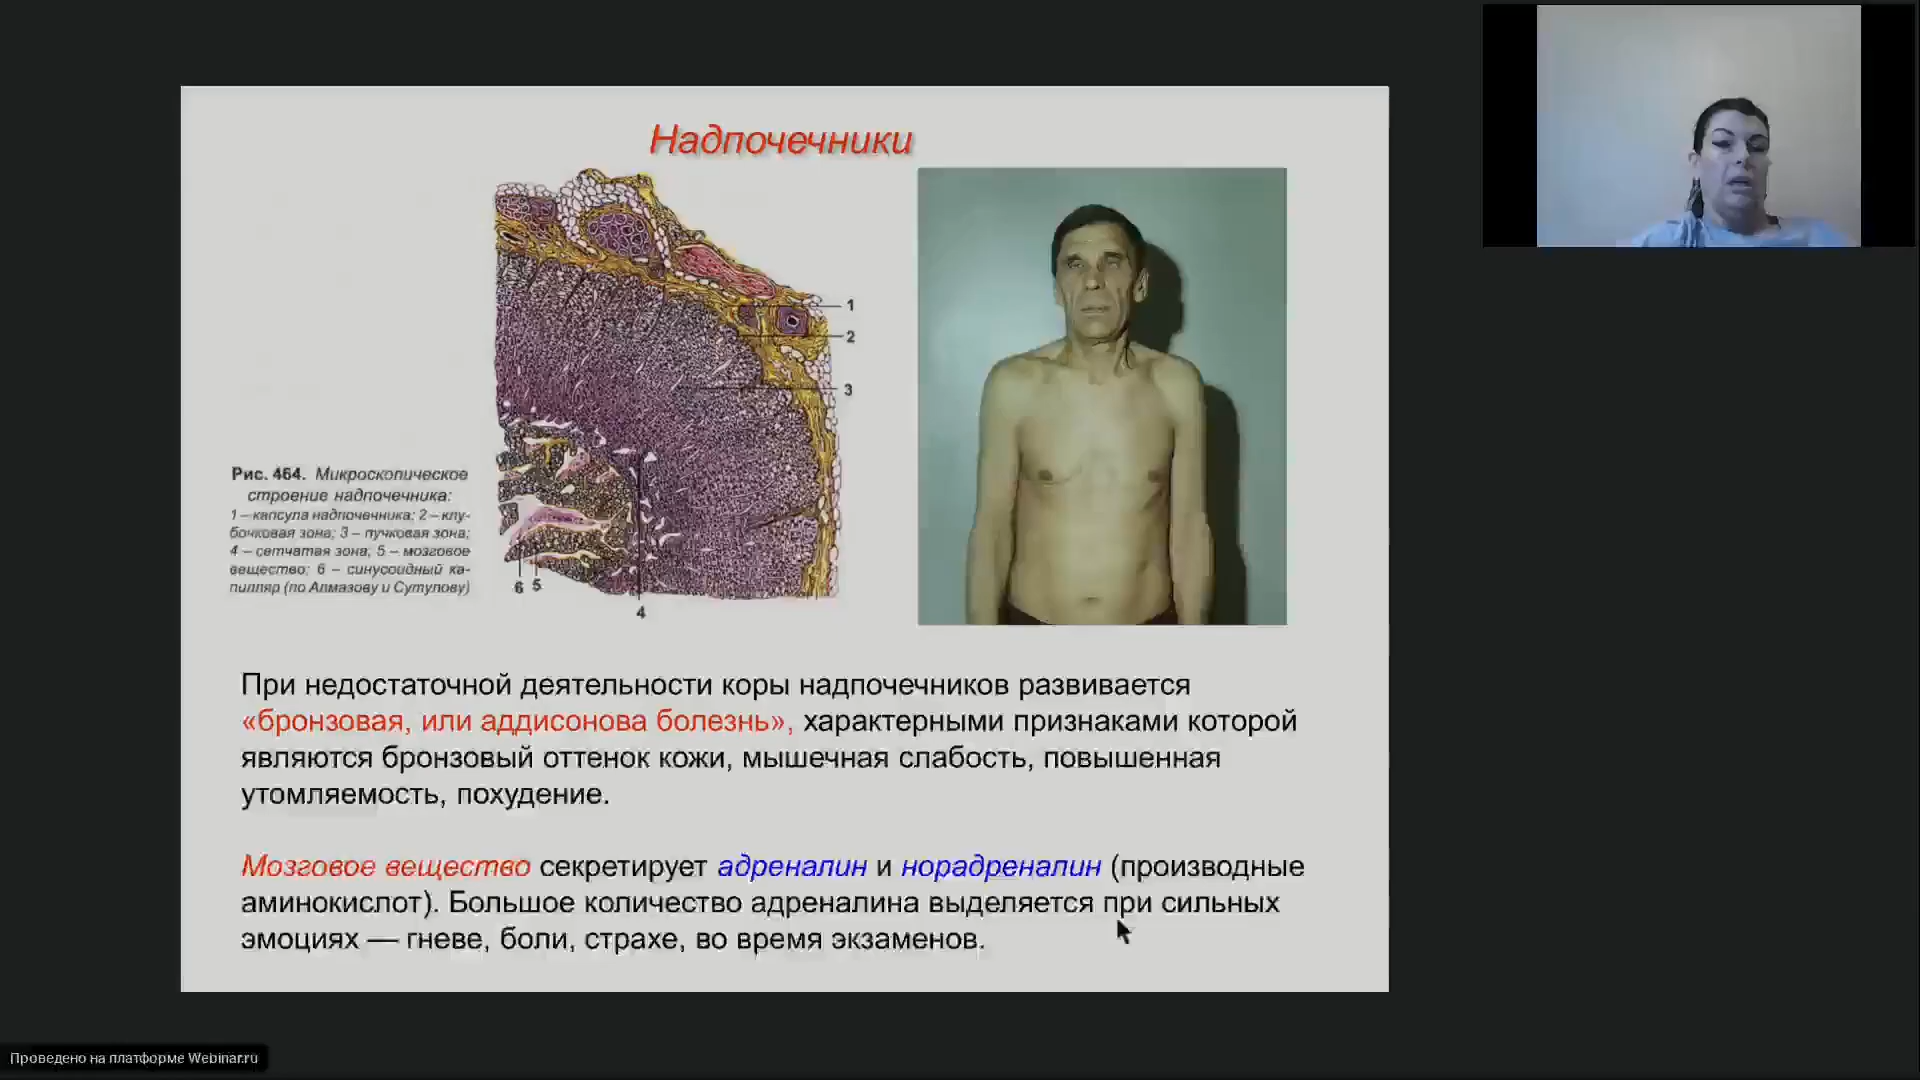 Надпочечники
1
2
3
Рис. 464. Микроскопическое
строение надпочечника:
1 – капсула надпочечника; 2 – клу-
бочковая зона; 3 – пучковая зона;
4 – сетчатая зона; 5 – мозговое
вещество; 6 – синусоидный ка-
пилляр (по Алмазову и Сутулову)
6 5
4
При недостаточной деятельности коры надпочечников развивается
«бронзовая, или аддисонова болезнь», характерными признаками которой
являются бронзовый оттенок кожи, мышечная слабость, повышенная
утомляемость, похудение.
Мозговое вещество секретирует адреналин и норадреналин (производные
аминокислот). Большое количество адреналина выделяется при сильных
эмоциях — гневе, боли, страхе, во время экзаменов.
Проведено на платформе Webinar.ru